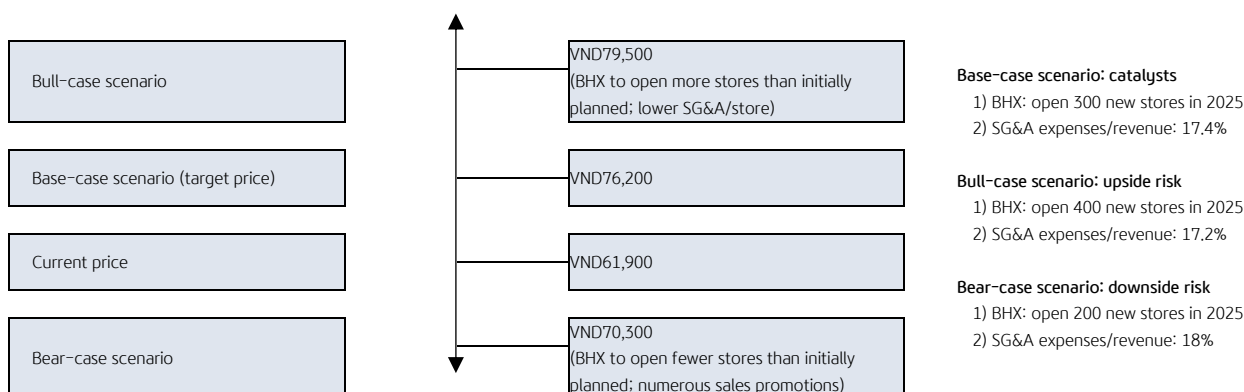 Bull-case scenario
VND79,500
(BHX to open more stores than initially
planned; lower SG&A/store)
Base-case scenario (target price)
VND76,200
Current price
VND61,900
Bear-case scenario
VND70,300
(BHX to open fewer stores than initially
planned; numerous sales promotions)
Base-case scenario: catalysts
1) BHX: open 300 new stores in 2025
2) SG&A expenses/revenue: 17.4%
Bull-case scenario: upside risk
1) BHX: open 400 new stores in 2025
2) SG&A expenses/revenue: 17.2%
Bear-case scenario: downside risk
1) BHX: open 200 new stores in 2025
2) SG&A expenses/revenue: 18%